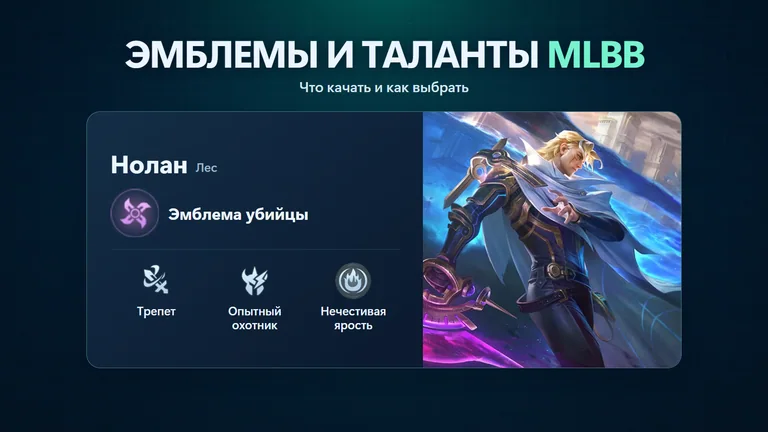 ЭМБЛЕМЫ И ТАЛАНТЫ MLBB
Что качать и как выбрать
Нолан Лес
Эмблема убийцы
Трепет
Опытный
охотник
Нечестивая
ярость